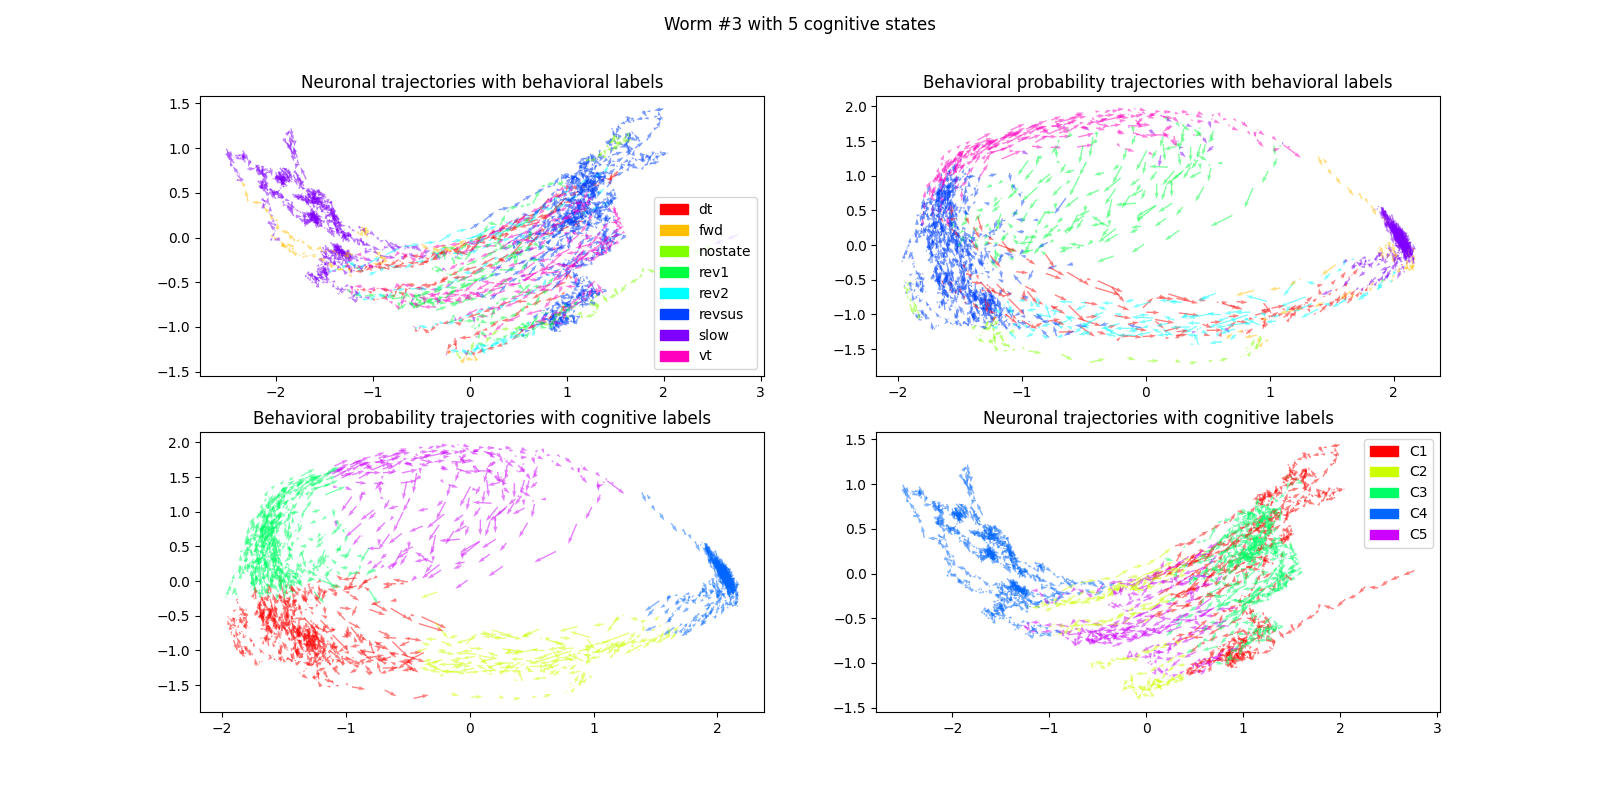 Worm #3 with 5 cognitive states
Neuronal trajectories with behavioral labels
1.5
1.0
0.5
0.0
−0.5
−1.0
−1.5
−2
−1
0
1
2
3
dt
fwd
nostate
rev1
rev2
revsus
slow
vt
Behavioral probability trajectories with behavioral labels
2.0
1.5
1.0
0.5
0.0
−0.5
−1.0
−1.5
−2
−1
0
1
2
Behavioral probability trajectories with cognitive labels
2.0
1.5
1.0
0.5
0.0
−0.5
−1.0
−1.5
−2
−1
0
1
2
Neuronal trajectories with cognitive labels
1.5
1.0
0.5
0.0
−0.5
−1.0
−1.5
−2
−1
0
1
2
3
C1
C2
C3
C4
C5